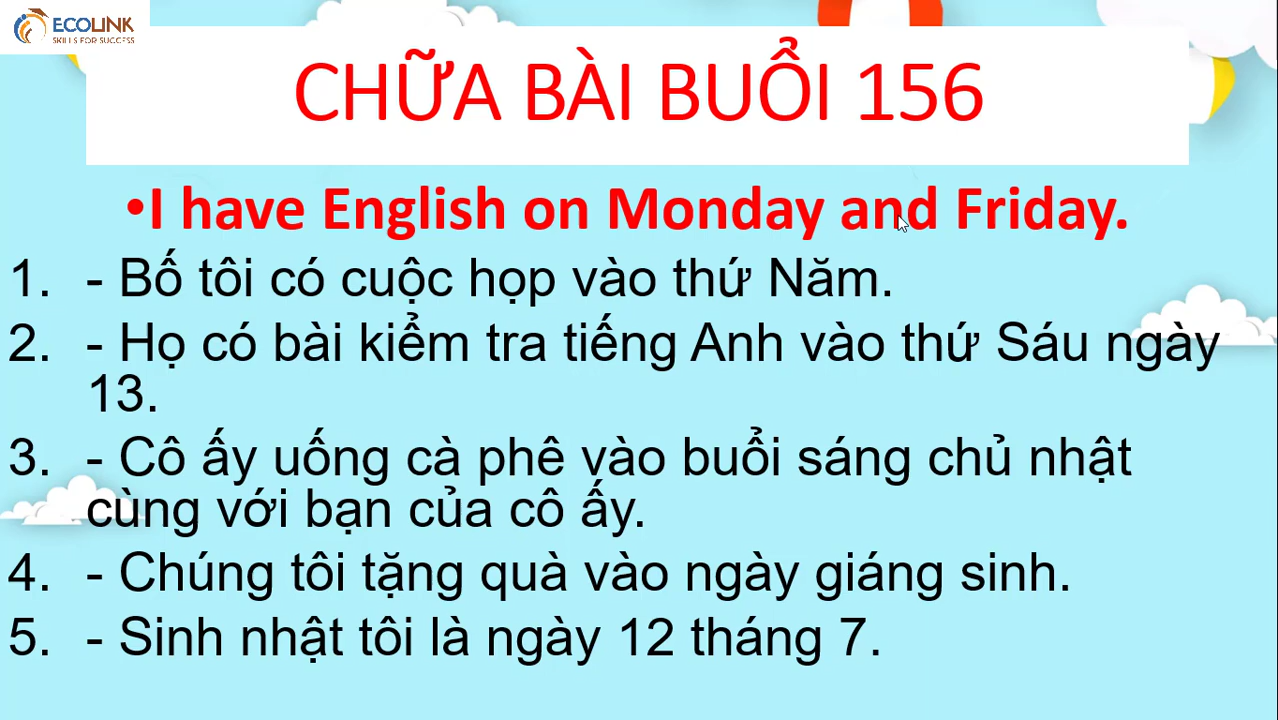 ECOLINK
SKILLS FOR SUCCESS
CHỮA BÀI BUỔI 156
•I have English on Monday and Friday.
1. - Bố tôi có cuộc họp vào thứ Năm.
2. - Họ có bài kiểm tra tiếng Anh vào thứ Sáu ngày
13.
3. - Cô ấy uống cà phê vào buổi sáng chủ nhật
cùng với bạn của cô ấy.
4. - Chúng tôi tặng quà vào ngày giáng sinh.
5. - Sinh nhật tôi là ngày 12 tháng 7.